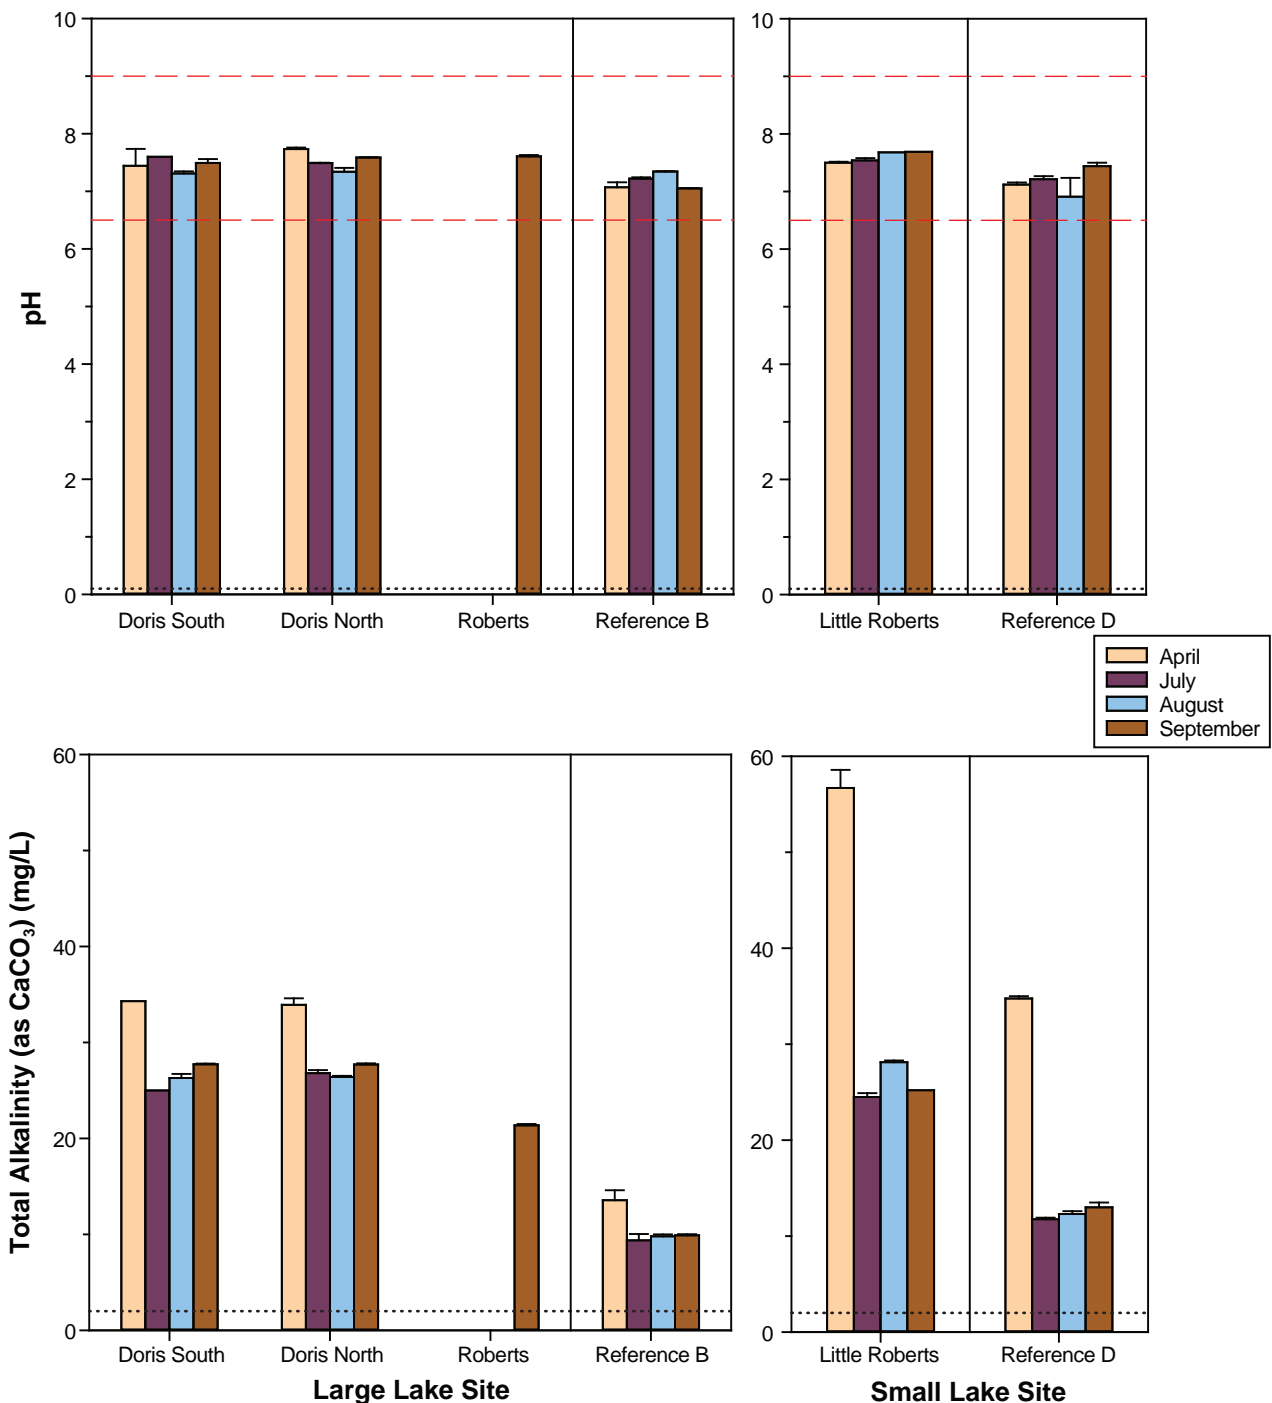 pH
10
8
6
4
2
0
Doris South
Doris North
Roberts
Reference B
10
8
6
4
2
0
Little Roberts
Reference D
April
July
August
September
Total Alkalinity (as CaCO₃) (mg/L)
60
40
20
0
Doris South
Doris North
Roberts
Reference B
Large Lake Site
60
40
20
0
Little Roberts
Reference D
Small Lake Site